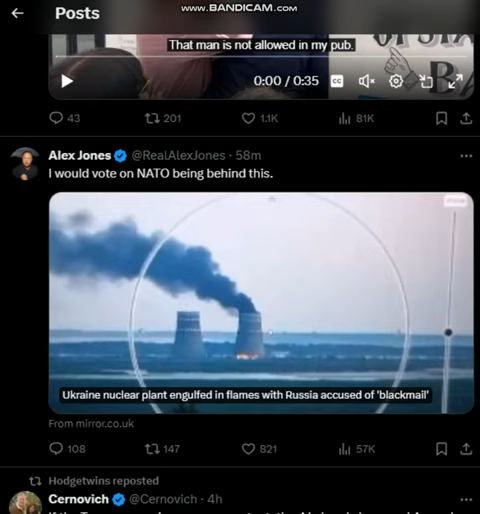 www.BANDICAM.com
Posts
That man is not allowed in my pub.
0:00 / 0:35
CC
43 201 1.1K 81K
Alex Jones @RealAlexJones · 58m
I would vote on NATO being behind this.
Ukraine nuclear plant engulfed in flames with Russia accused of 'blackmail'
From mirror.co.uk
108 147 821 57K
Hodgetwins reposted
Cernovich @Cernovich · 4h